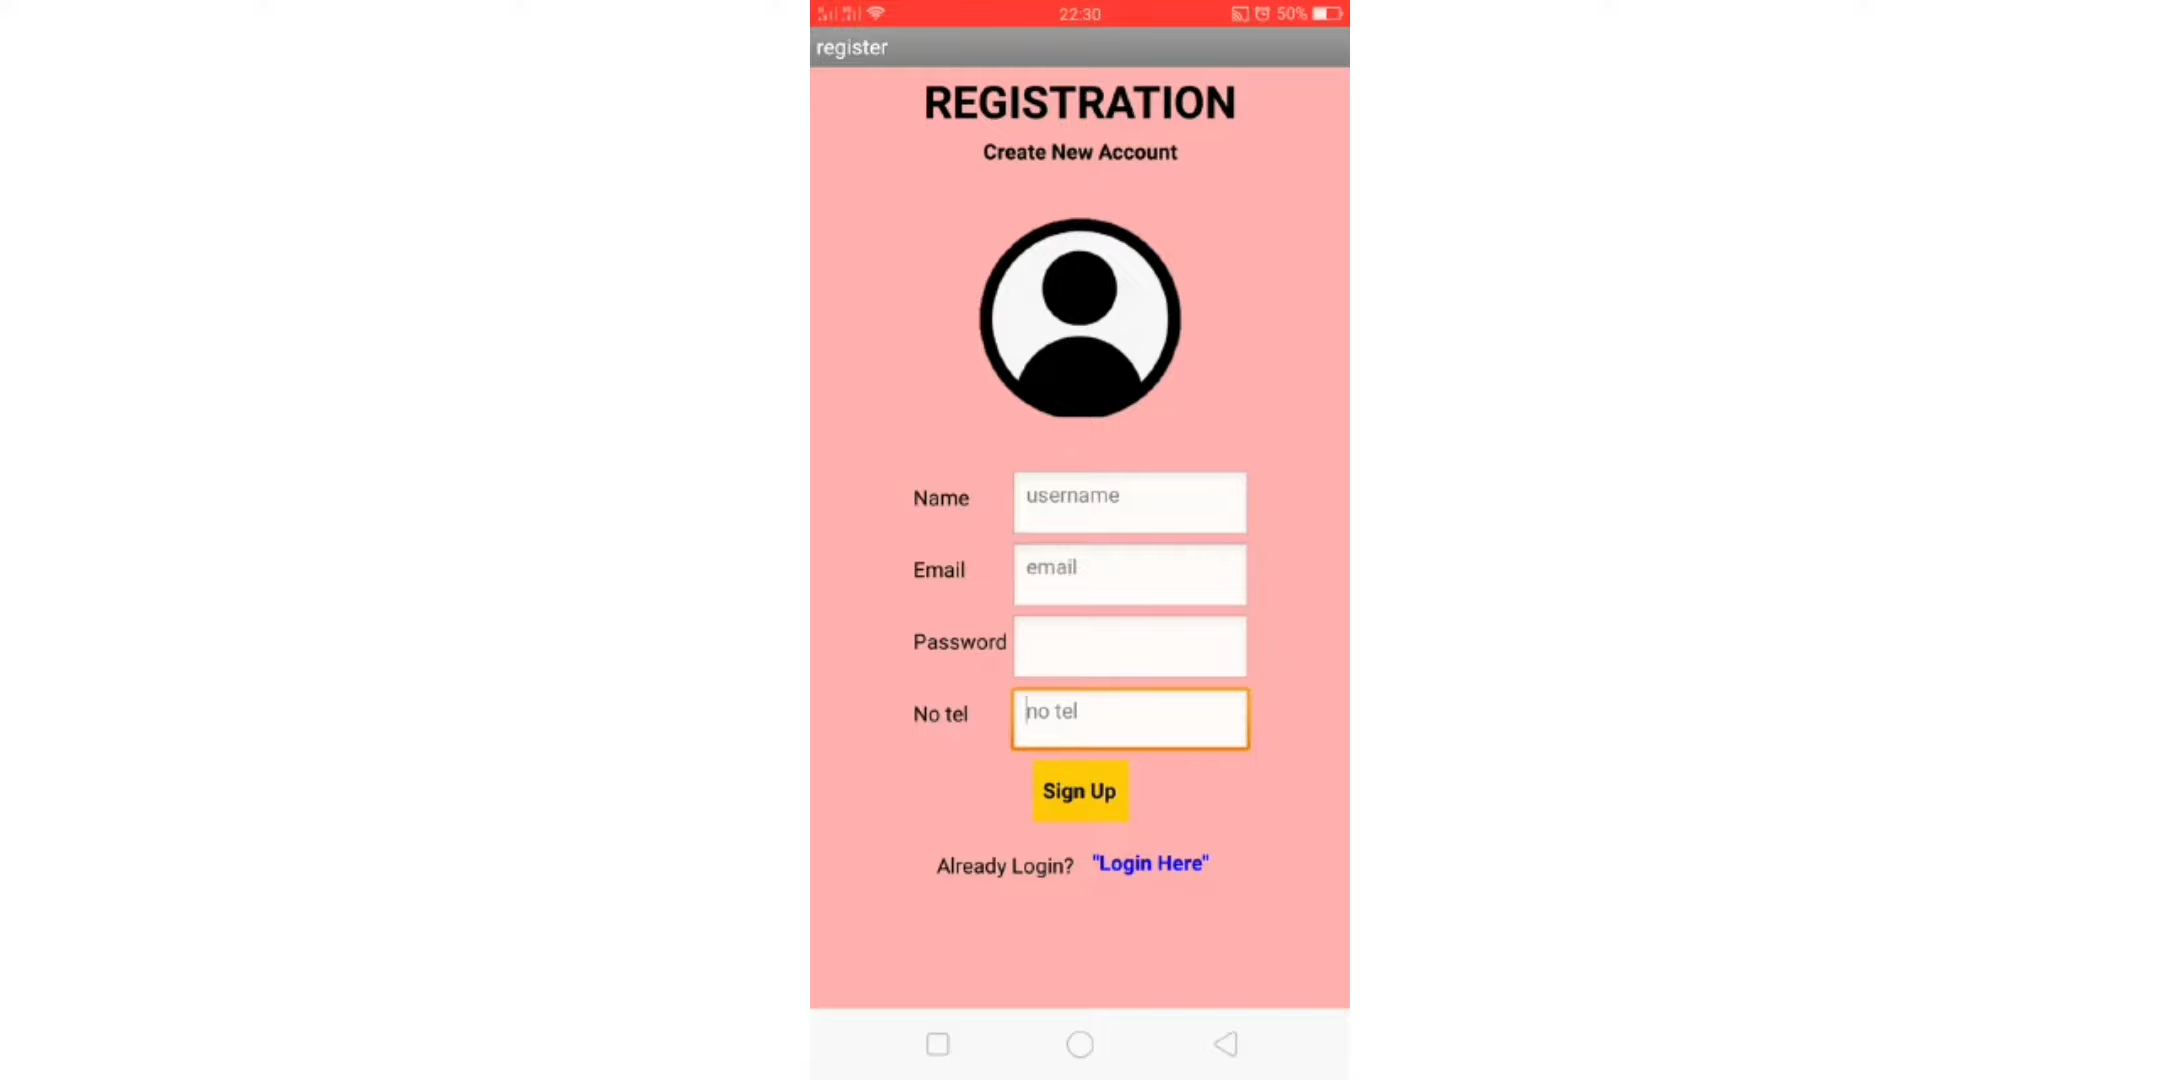 22:30
50%
register
REGISTRATION
Create New Account
Name
username
Email
email
Password
No tel
no tel
Sign Up
Already Login?
"Login Here"